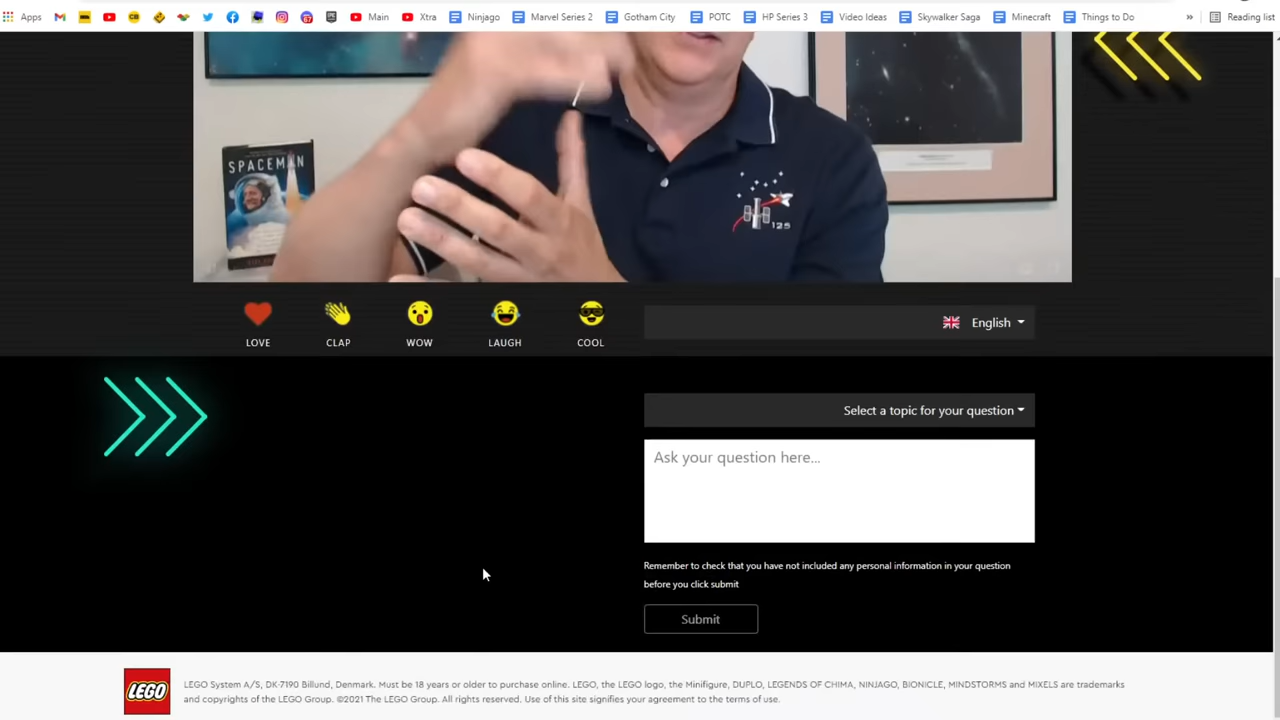 Apps Main Xtra Ninjago Marvel Series 2 Gotham City POTC HP Series 3 Video Ideas Skywalker Saga Minecraft Things to Do » Reading list
SPACEMAN
125
LOVE CLAP WOW LAUGH COOL
English
Select a topic for your question
Ask your question here...
Remember to check that you have not included any personal information in your question
before you click submit
Submit
LEGO
LEGO System A/S, DK-7190 Billund, Denmark. Must be 18 years or older to purchase online. LEGO, the LEGO logo, the Minifigure, DUPLO, LEGENDS OF CHIMA, NINJAGO, BIONICLE, MINDSTORMS and MIXELS are trademarks
and copyrights of the LEGO Group. ©2021 The LEGO Group. All rights reserved. Use of this site signifies your agreement to the terms of use.